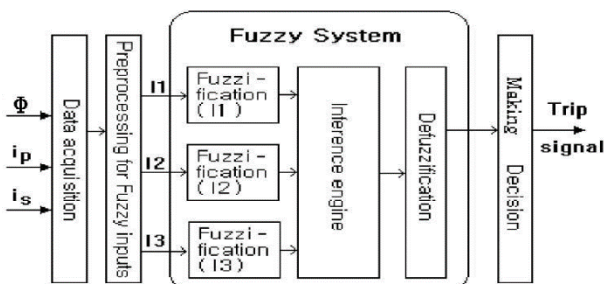 Fuzzy System
Φ
ip
is
Data acquisition
Preprocessing for Fuzzy inputs
I1
I2
I3
Fuzzi-
fication
(I1)
Fuzzi-
fication
(I2)
Fuzzi-
fication
(I3)
Inference engine
Defuzzification
Making Decision
Trip
signal